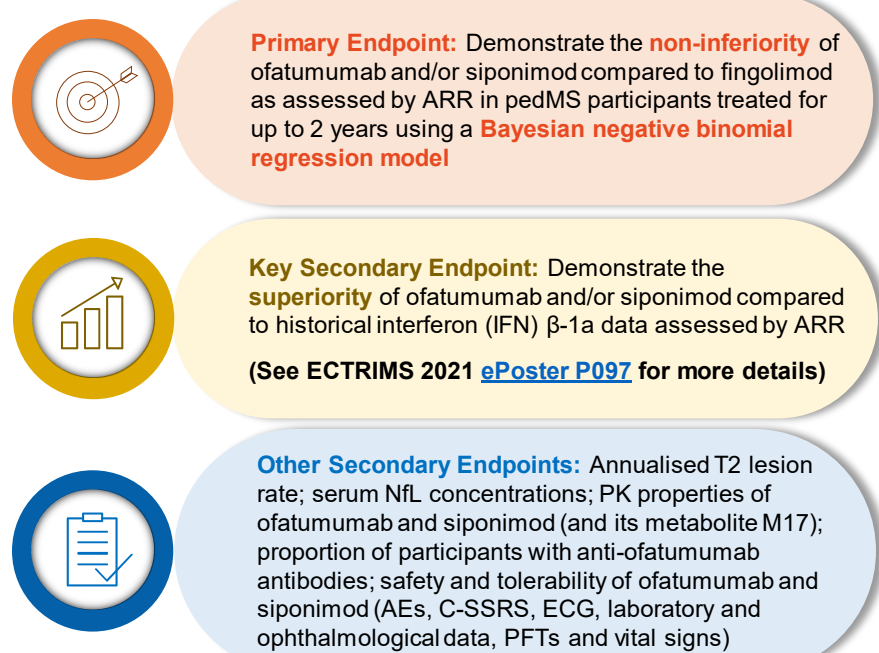 Primary Endpoint: Demonstrate the non-inferiority of
ofatumumab and/or siponimod compared to fingolimod
as assessed by ARR in pedMS participants treated for
up to 2 years using a Bayesian negative binomial
regression model
Key Secondary Endpoint: Demonstrate the
superiority of ofatumumab and/or siponimod compared
to historical interferon (IFN) β-1a data assessed by ARR
(See ECTRIMS 2021 ePoster P097 for more details)
Other Secondary Endpoints: Annualised T2 lesion
rate; serum NfL concentrations; PK properties of
ofatumumab and siponimod (and its metabolite M17);
proportion of participants with anti-ofatumumab
antibodies; safety and tolerability of ofatumumab and
siponimod (AEs, C-SSRS, ECG, laboratory and
ophthalmological data, PFTs and vital signs)